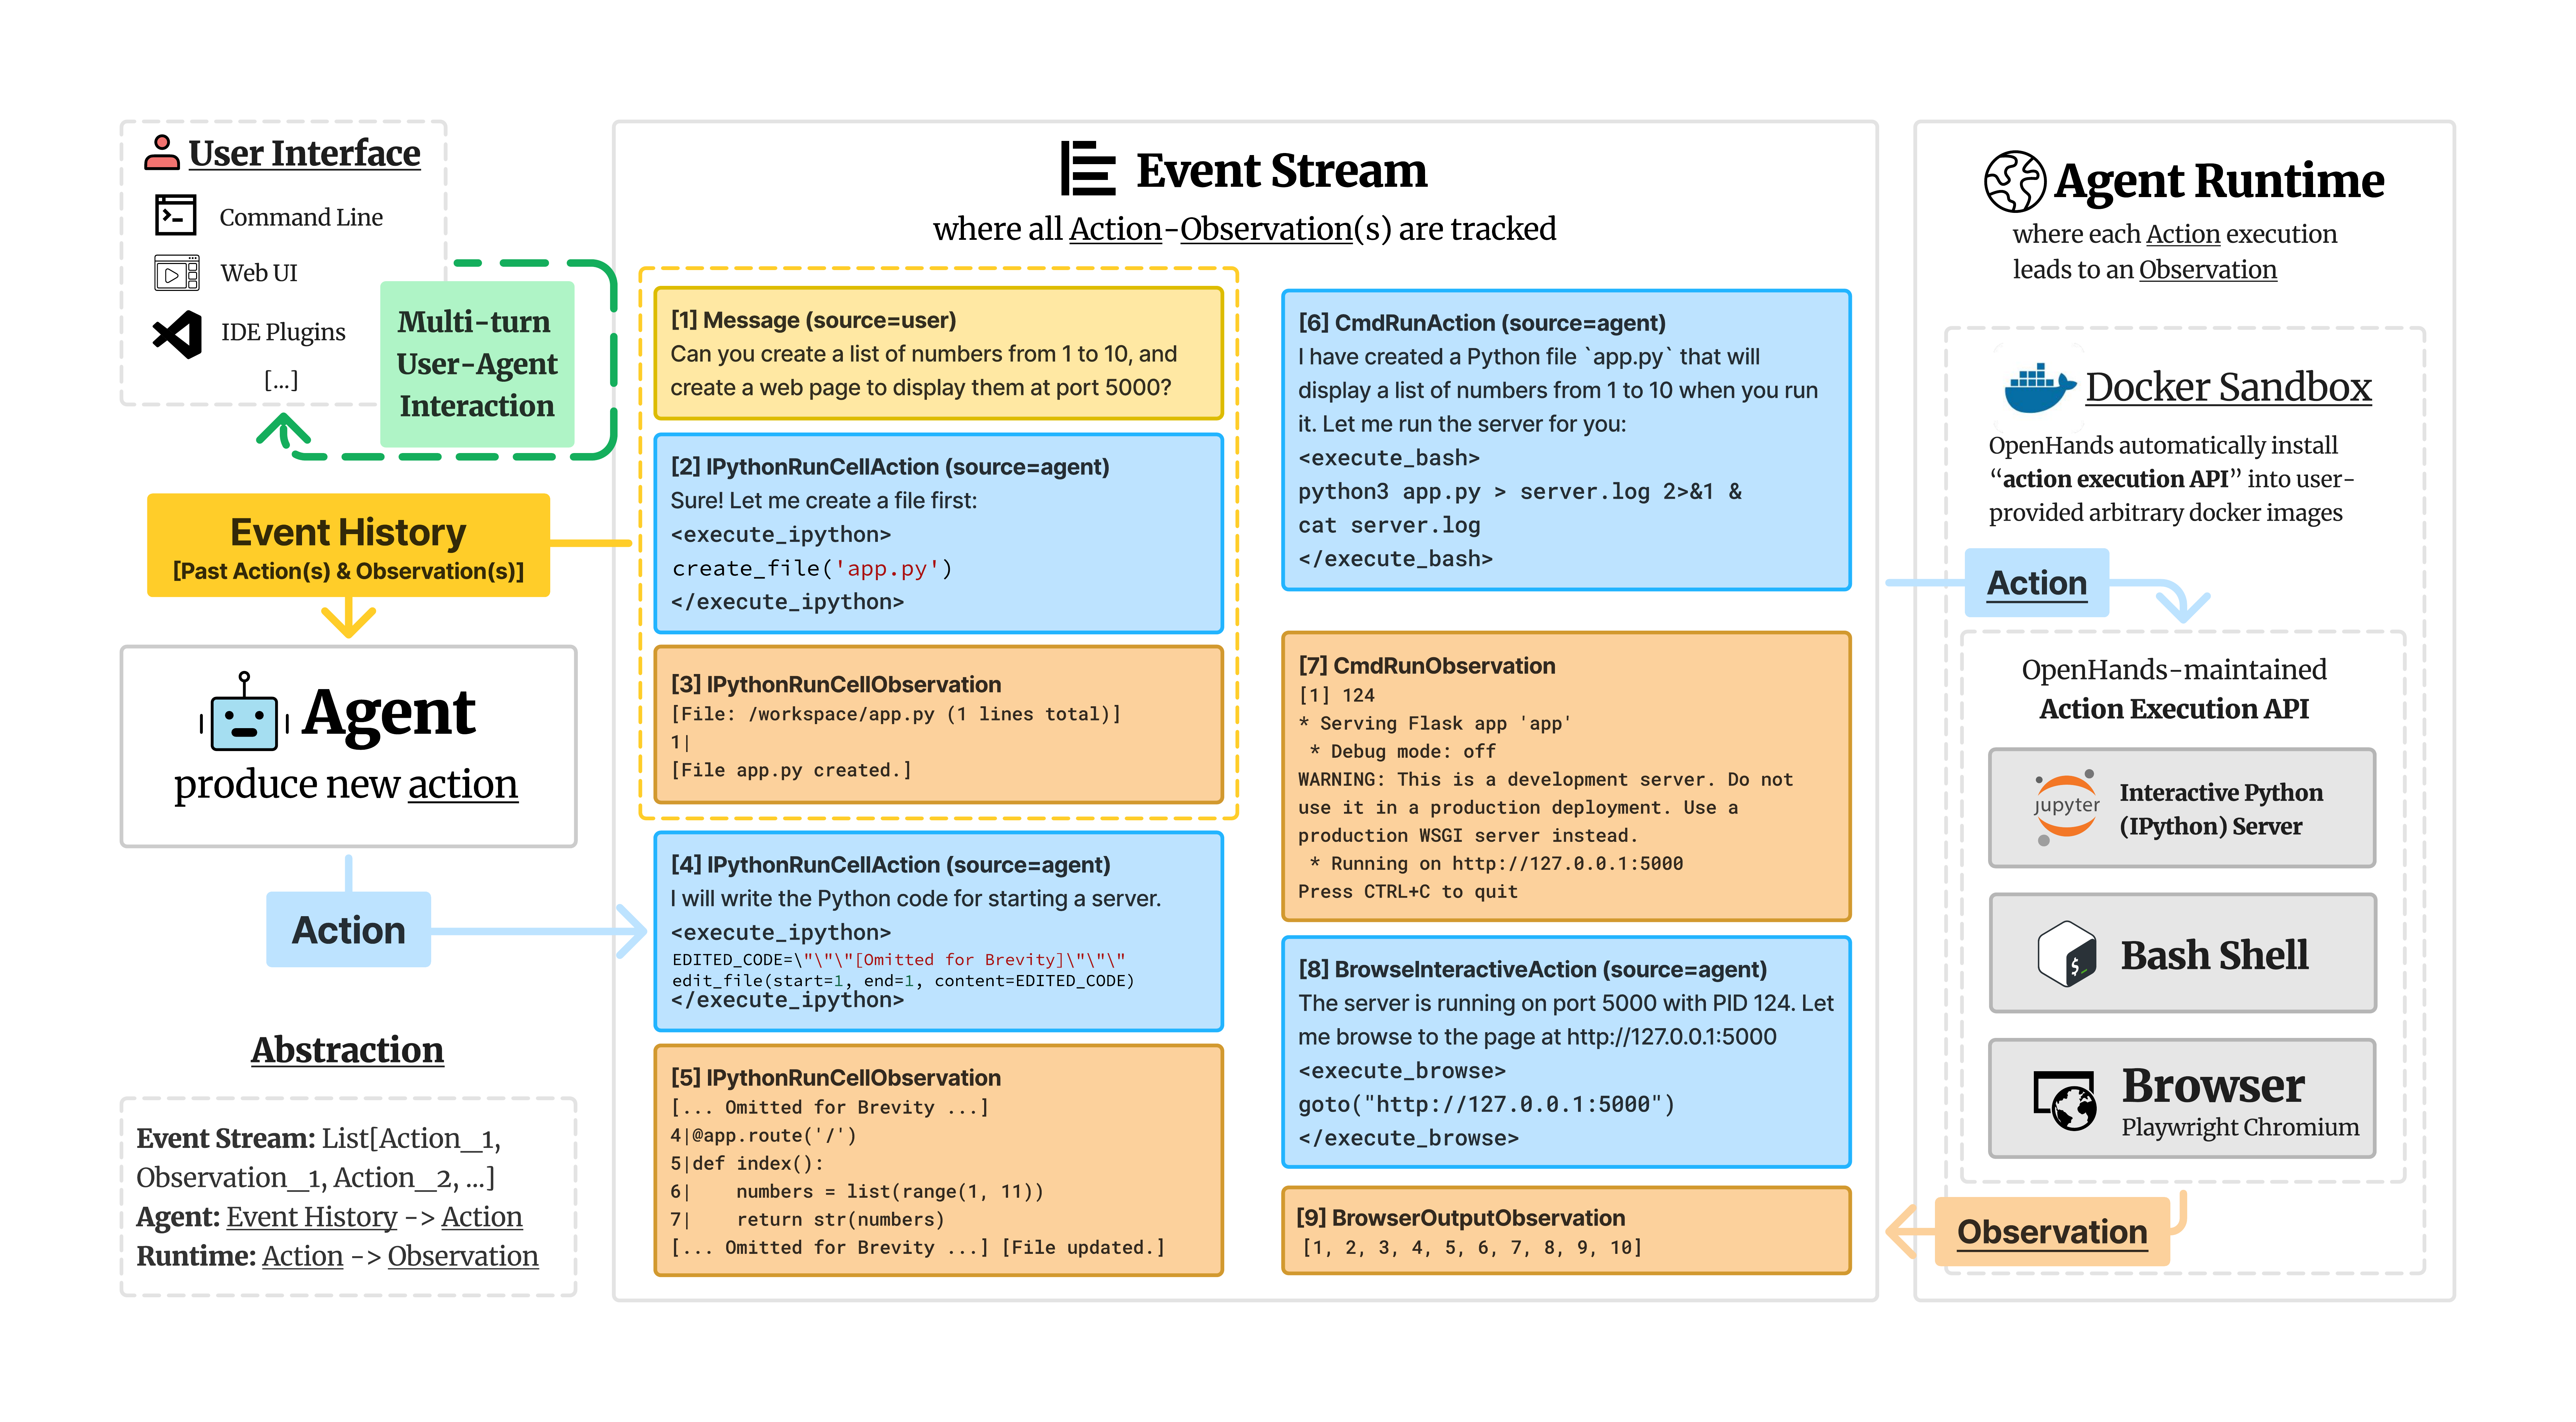 User Interface
Command Line
Web UI
IDE Plugins
[...]
Multi-turn
User-Agent
Interaction
Event History
[Past Action(s) & Observation(s)]
Agent
produce new action
Action
Abstraction
Event Stream: List[Action_1,
Observation_1, Action_2, ...]
Agent: Event History -> Action
Runtime: Action -> Observation
Event Stream
where all Action-Observation(s) are tracked
[1] Message (source=user)
Can you create a list of numbers from 1 to 10, and
create a web page to display them at port 5000?
[2] IPythonRunCellAction (source=agent)
Sure! Let me create a file first:
<execute_ipython>
create_file('app.py')
</execute_ipython>
[3] IPythonRunCellObservation
[File: /workspace/app.py (1 lines total)]
1|
[File app.py created.]
[4] IPythonRunCellAction (source=agent)
I will write the Python code for starting a server.
<execute_ipython>
EDITED_CODE=\"\"\"[Omitted for Brevity]\"\"\"
edit_file(start=1, end=1, content=EDITED_CODE)
</execute_ipython>
[5] IPythonRunCellObservation
[... Omitted for Brevity ...]
4|@app.route('/')
5|def index():
6|    numbers = list(range(1, 11))
7|    return str(numbers)
[... Omitted for Brevity ...] [File updated.]
[6] CmdRunAction (source=agent)
I have created a Python file `app.py` that will
display a list of numbers from 1 to 10 when you run
it. Let me run the server for you:
<execute_bash>
python3 app.py > server.log 2>&1 &
cat server.log
</execute_bash>
[7] CmdRunObservation
[1] 124
* Serving Flask app 'app'
 * Debug mode: off
WARNING: This is a development server. Do not
use it in a production deployment. Use a
production WSGI server instead.
 * Running on http://127.0.0.1:5000
Press CTRL+C to quit
[8] BrowseInteractiveAction (source=agent)
The server is running on port 5000 with PID 124. Let
me browse to the page at http://127.0.0.1:5000
<execute_browse>
goto("http://127.0.0.1:5000")
</execute_browse>
[9] BrowserOutputObservation
[1, 2, 3, 4, 5, 6, 7, 8, 9, 10]
Agent Runtime
where each Action execution
leads to an Observation
Docker Sandbox
OpenHands automatically install
“action execution API” into user-
provided arbitrary docker images
Action
OpenHands-maintained
Action Execution API
jupyter
Interactive Python
(IPython) Server
$_
Bash Shell
Browser
Playwright Chromium
Observation